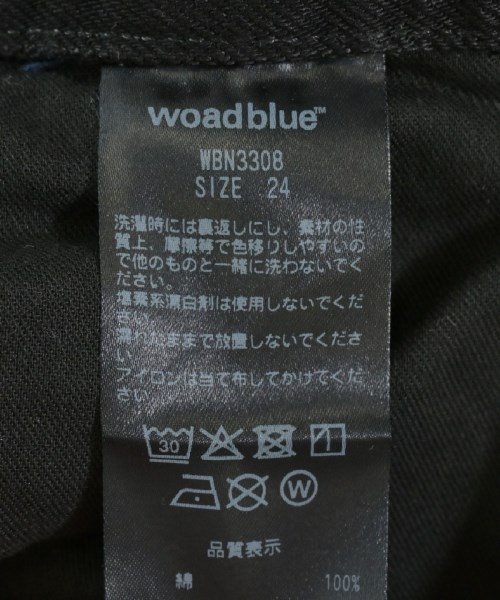 woadblue™
WBN3308
SIZE 24
洗濯時には裏返しにし、素材の性
質上、摩擦等で色移りしやすいの
で他のものと一緒に洗わないでく
ださい。
塩素系漂白剤は使用しないでくだ
さい。
濡れたままで放置しないでくださ
い。
アイロンは当て布してかけてくだ
さい。
30
W
品質表示
綿 100%